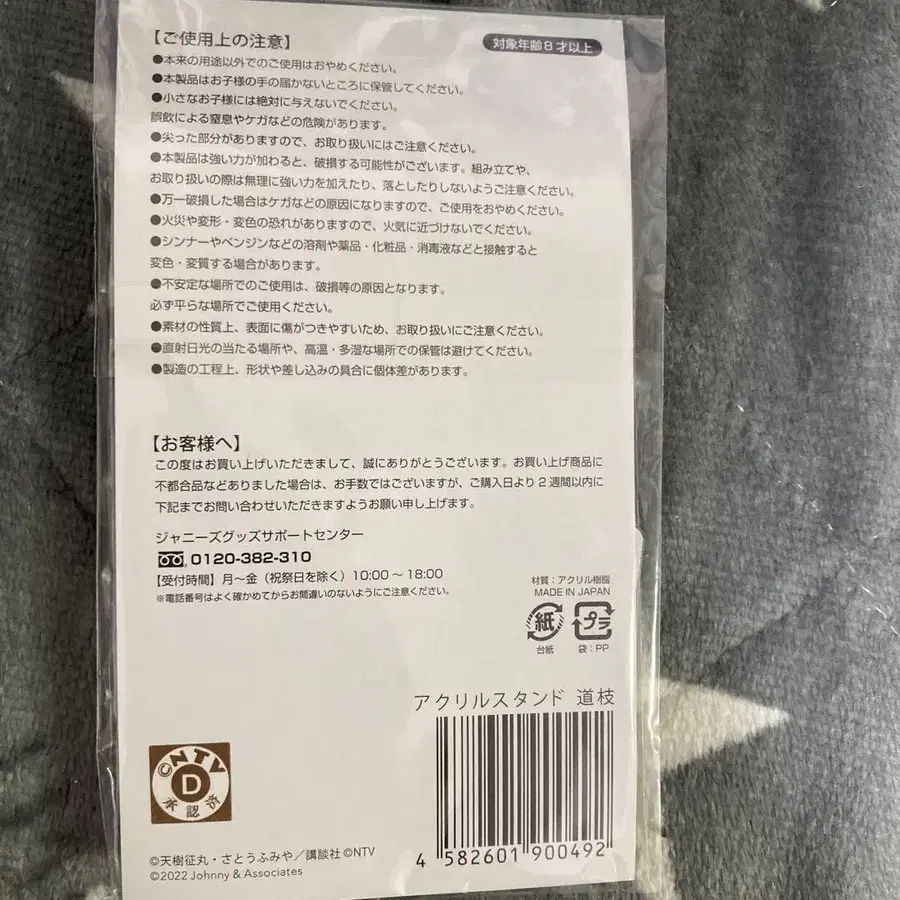 【ご使用上の注意】
対象年齢8才以上
●本来の用途以外でのご使用はおやめください。
●本製品はお子様の手の届かないところに保管してください。
●小さなお子様には絶対に与えないでください。
誤飲による窒息やケガなどの危険があります。
●尖った部分がありますので、お取り扱いにはご注意ください。
●本製品は強い力が加わると、破損する可能性がございます。組み立てや、
お取り扱いの際は無理に強い力を加えたり、落としたりしないようご注意ください。
●万一破損した場合はケガなどの原因になりますので、ご使用をおやめください。
●火災や変形・変色の恐れがありますので、火気に近づけないでください。
●シンナーやベンジンなどの溶剤や薬品・化粧品・消毒液などと接触すると
変色・変質する場合があります。
●不安定な場所でのご使用は、破損等の原因となります。
必ず平らな場所でご使用ください。
●素材の性質上、表面に傷がつきやすいため、お取り扱いにご注意ください。
●直射日光の当たる場所や、高温・多湿な場所での保管は避けてください。
●製造の工程上、形状や差し込みの具合に個体差があります。
【お客様へ】
この度はお買い上げいただきまして、誠にありがとうございます。お買い上げ商品に
不都合品などありました場合は、お手数ではございますが、ご購入日より2週間以内に
下記までお問い合わせいただきますようお願い申し上げます。
ジャニーズグッズサポートセンター
0120-382-310
【受付時間】月〜金（祝祭日を除く）10:00〜18:00
※電話番号はよく確かめてからお間違いのないようにご注意ください。
材質：アクリル樹脂
MADE IN JAPAN
紙 プラ
台紙 袋：PP
アクリルスタンド 道枝
©NTV
D
承認済
4 582601 900492
©天樹征丸・さとうふみや／講談社 ©NTV
©2022 Johnny & Associates